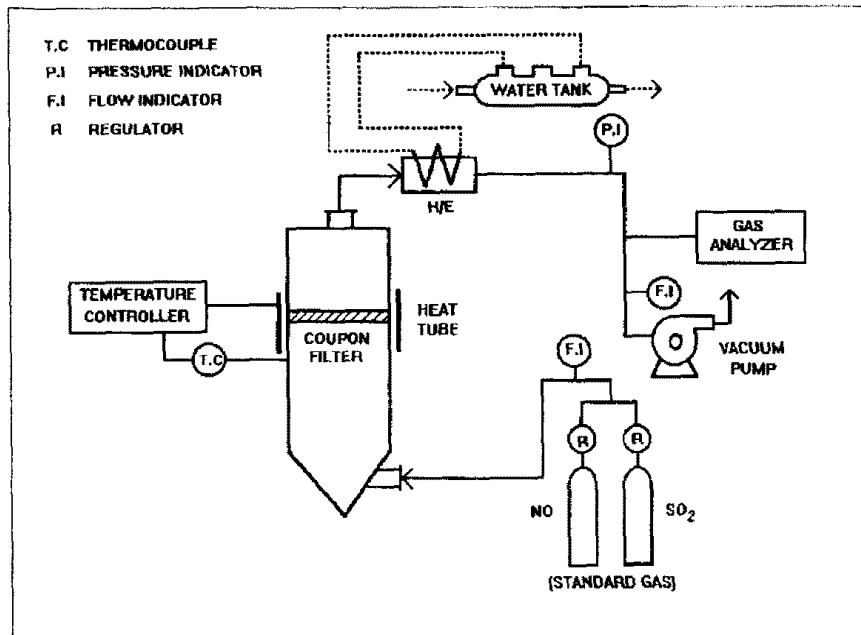 T.C THERMOCOUPLE
P.I PRESSURE INDICATOR
F.I FLOW INDICATOR
R REGULATOR
WATER TANK
P.I
H/E
GAS
ANALYZER
TEMPERATURE
CONTROLLER
HEAT
TUBE
F.I
COUPON
FILTER
T.C
F.I
VACUUM
PUMP
R
R
NO
SO₂
(STANDARD GAS)